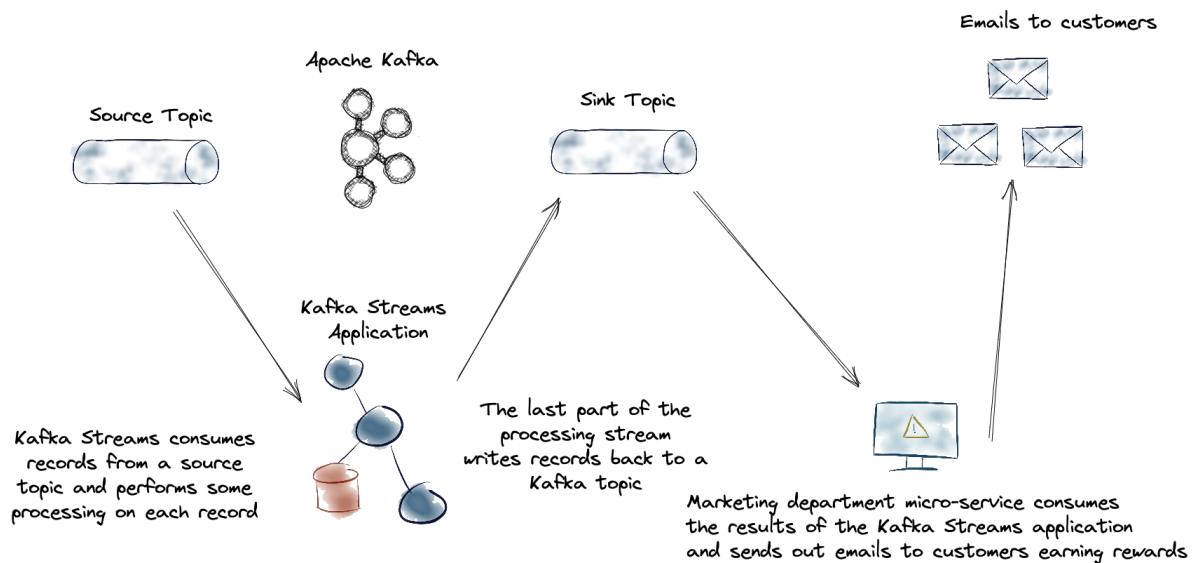 Emails to customers
Apache Kafka
Source Topic
Sink Topic
Kafka Streams
Application
Kafka Streams consumes
records from a source
topic and performs some
processing on each record
The last part of the
processing stream
writes records back to a
Kafka topic
Marketing department micro-service consumes
the results of the Kafka Streams application
and sends out emails to customers earning rewards